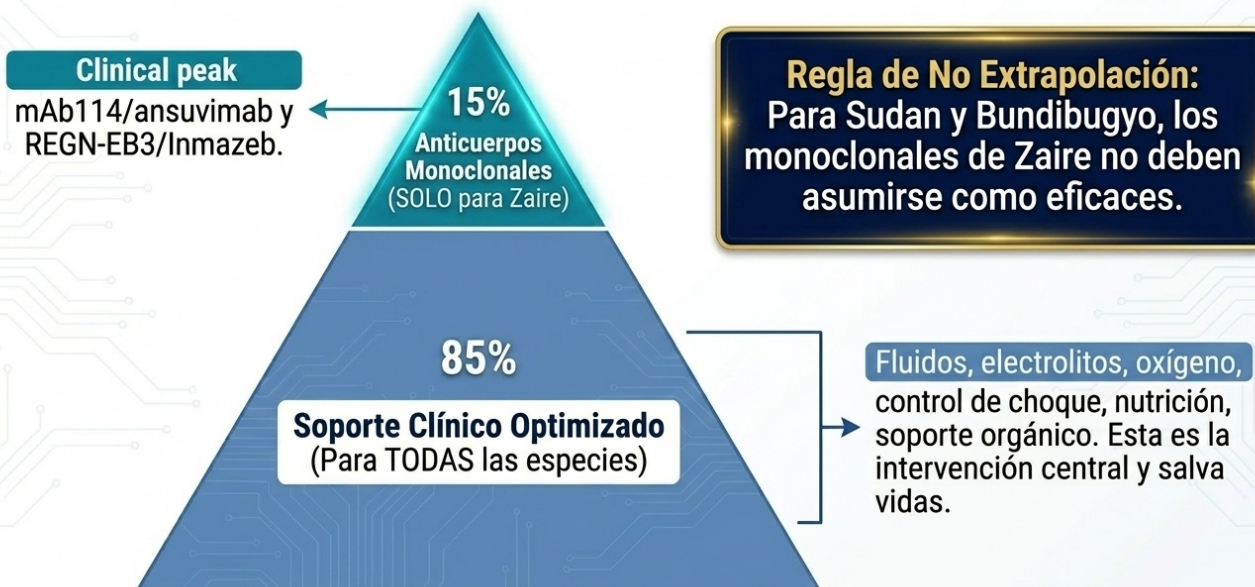 Clinical peak
mAb114/ansuvimab y
REGN-EB3/Inmazeb.
15%
Anticuerpos
Monoclonales
(SOLO para Zaire)
Regla de No Extrapolación:
Para Sudan y Bundibugyo, los
monoclonales de Zaire no deben
asumirse como eficaces.
85%
Soporte Clínico Optimizado
(Para TODAS las especies)
Fluidos, electrolitos, oxígeno,
control de choque, nutrición,
soporte orgánico. Esta es la
intervención central y salva
vidas.